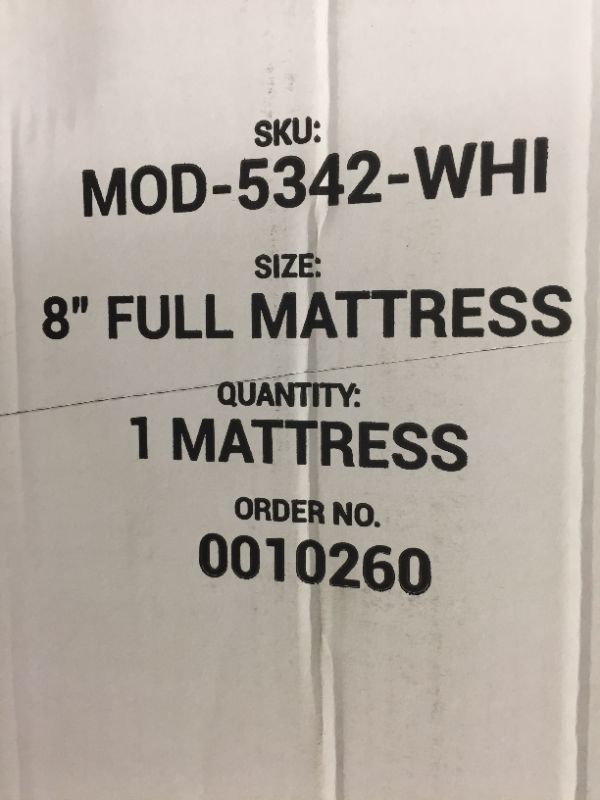 SKU:
MOD-5342-WHI
SIZE:
8" FULL MATTRESS
QUANTITY:
1 MATTRESS
ORDER NO.
0010260